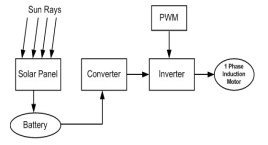 Sun Rays
PWM
Solar Panel
Converter
Inverter
1 Phase
Induction
Motor
Battery